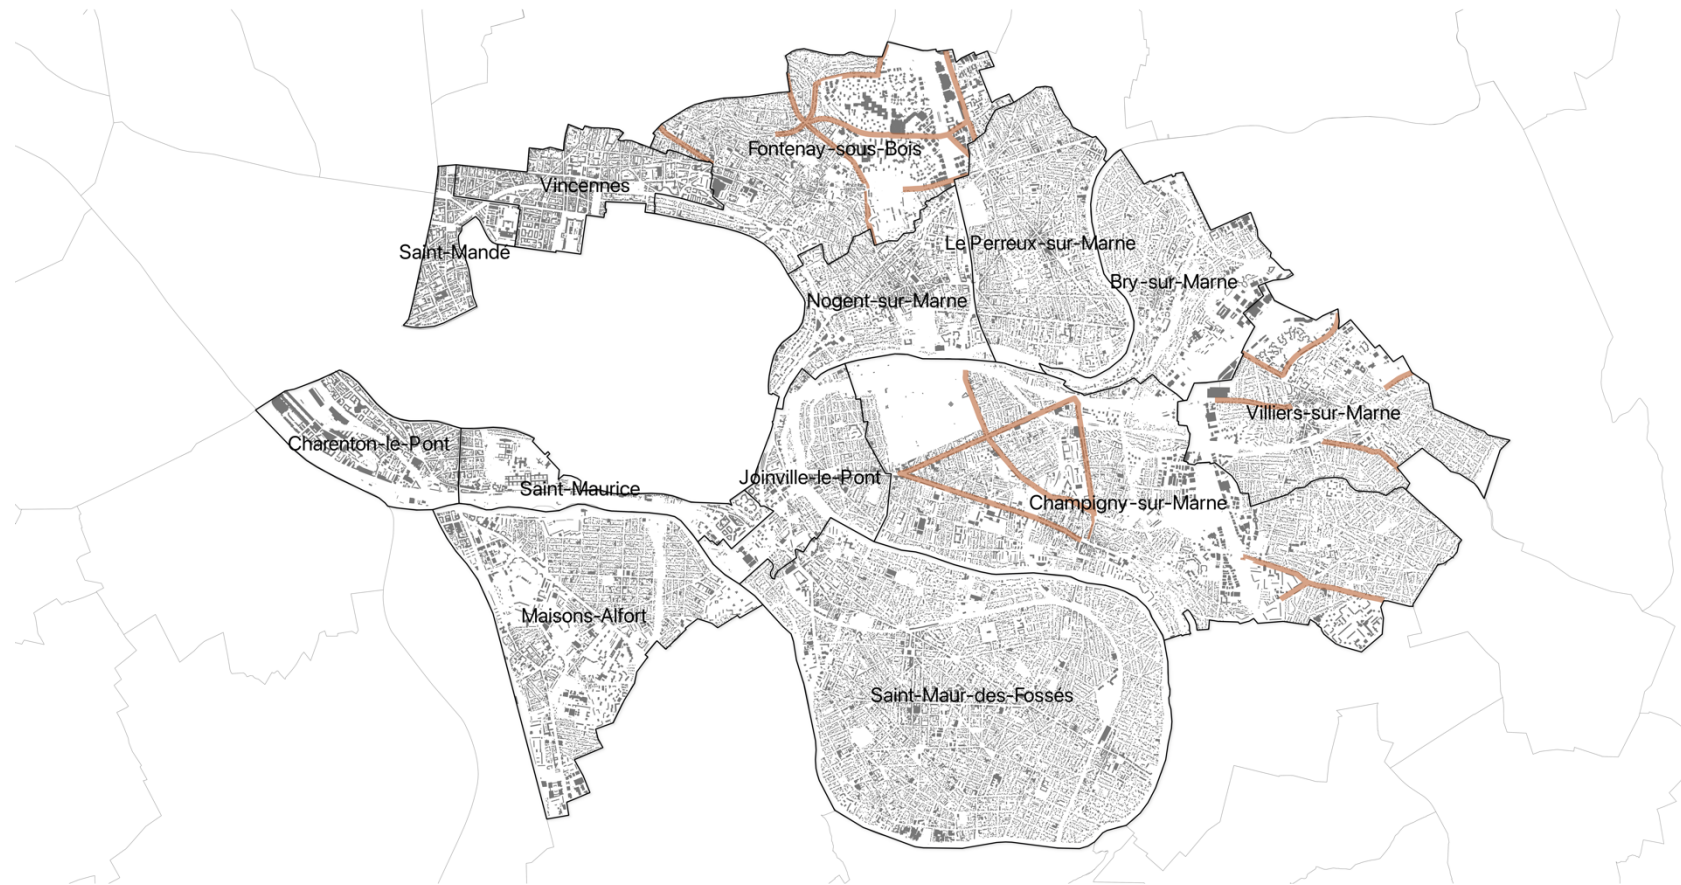 Fontenay-sous-Bois
Vincennes
Saint-Mandé
Le Perreux-sur-Marne
Bry-sur-Marne
Nogent-sur-Marne
Villiers-sur-Marne
Charenton-le-Pont
Joinville-le-Pont
Saint-Maurice
Champigny-sur-Marne
Maisons-Alfort
Saint-Maur-des-Fossés